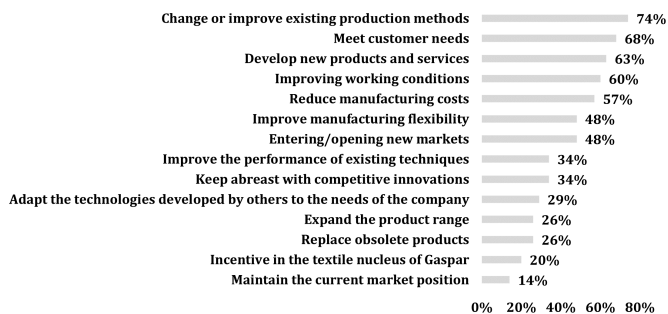 Change or improve existing production methods 74%
Meet customer needs 68%
Develop new products and services 63%
Improving working conditions 60%
Reduce manufacturing costs 57%
Improve manufacturing flexibility 48%
Entering/opening new markets 48%
Improve the performance of existing techniques 34%
Keep abreast with competitive innovations 34%
Adapt the technologies developed by others to the needs of the company 29%
Expand the product range 26%
Replace obsolete products 26%
Incentive in the textile nucleus of Gaspar 20%
Maintain the current market position 14%
0% 20% 40% 60% 80%